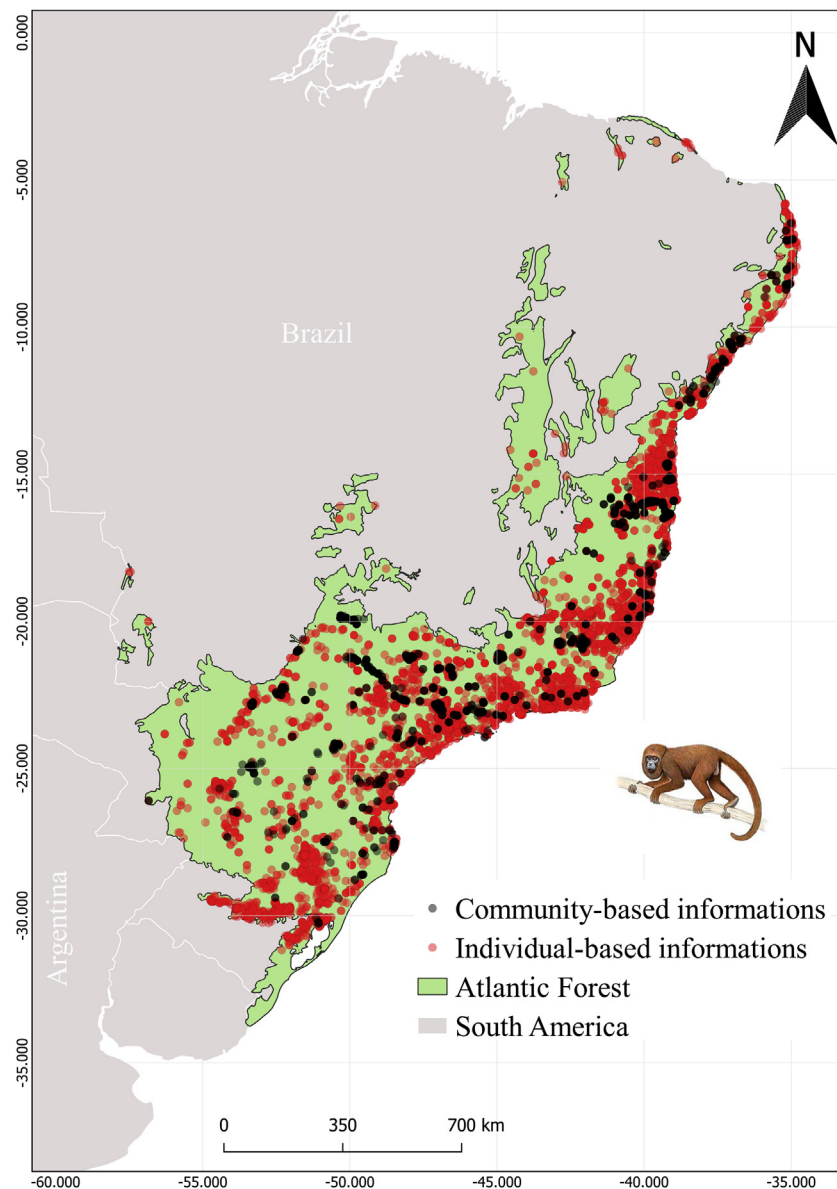 0.000
N
-5.000
-10.000
Brazil
-15.000
-20.000
-25.000
-30.000
Argentina
Community-based informations
Individual-based informations
Atlantic Forest
South America
-35.000
0 350 700 km
-60.000 -55.000 -50.000 -45.000 -40.000 -35.000